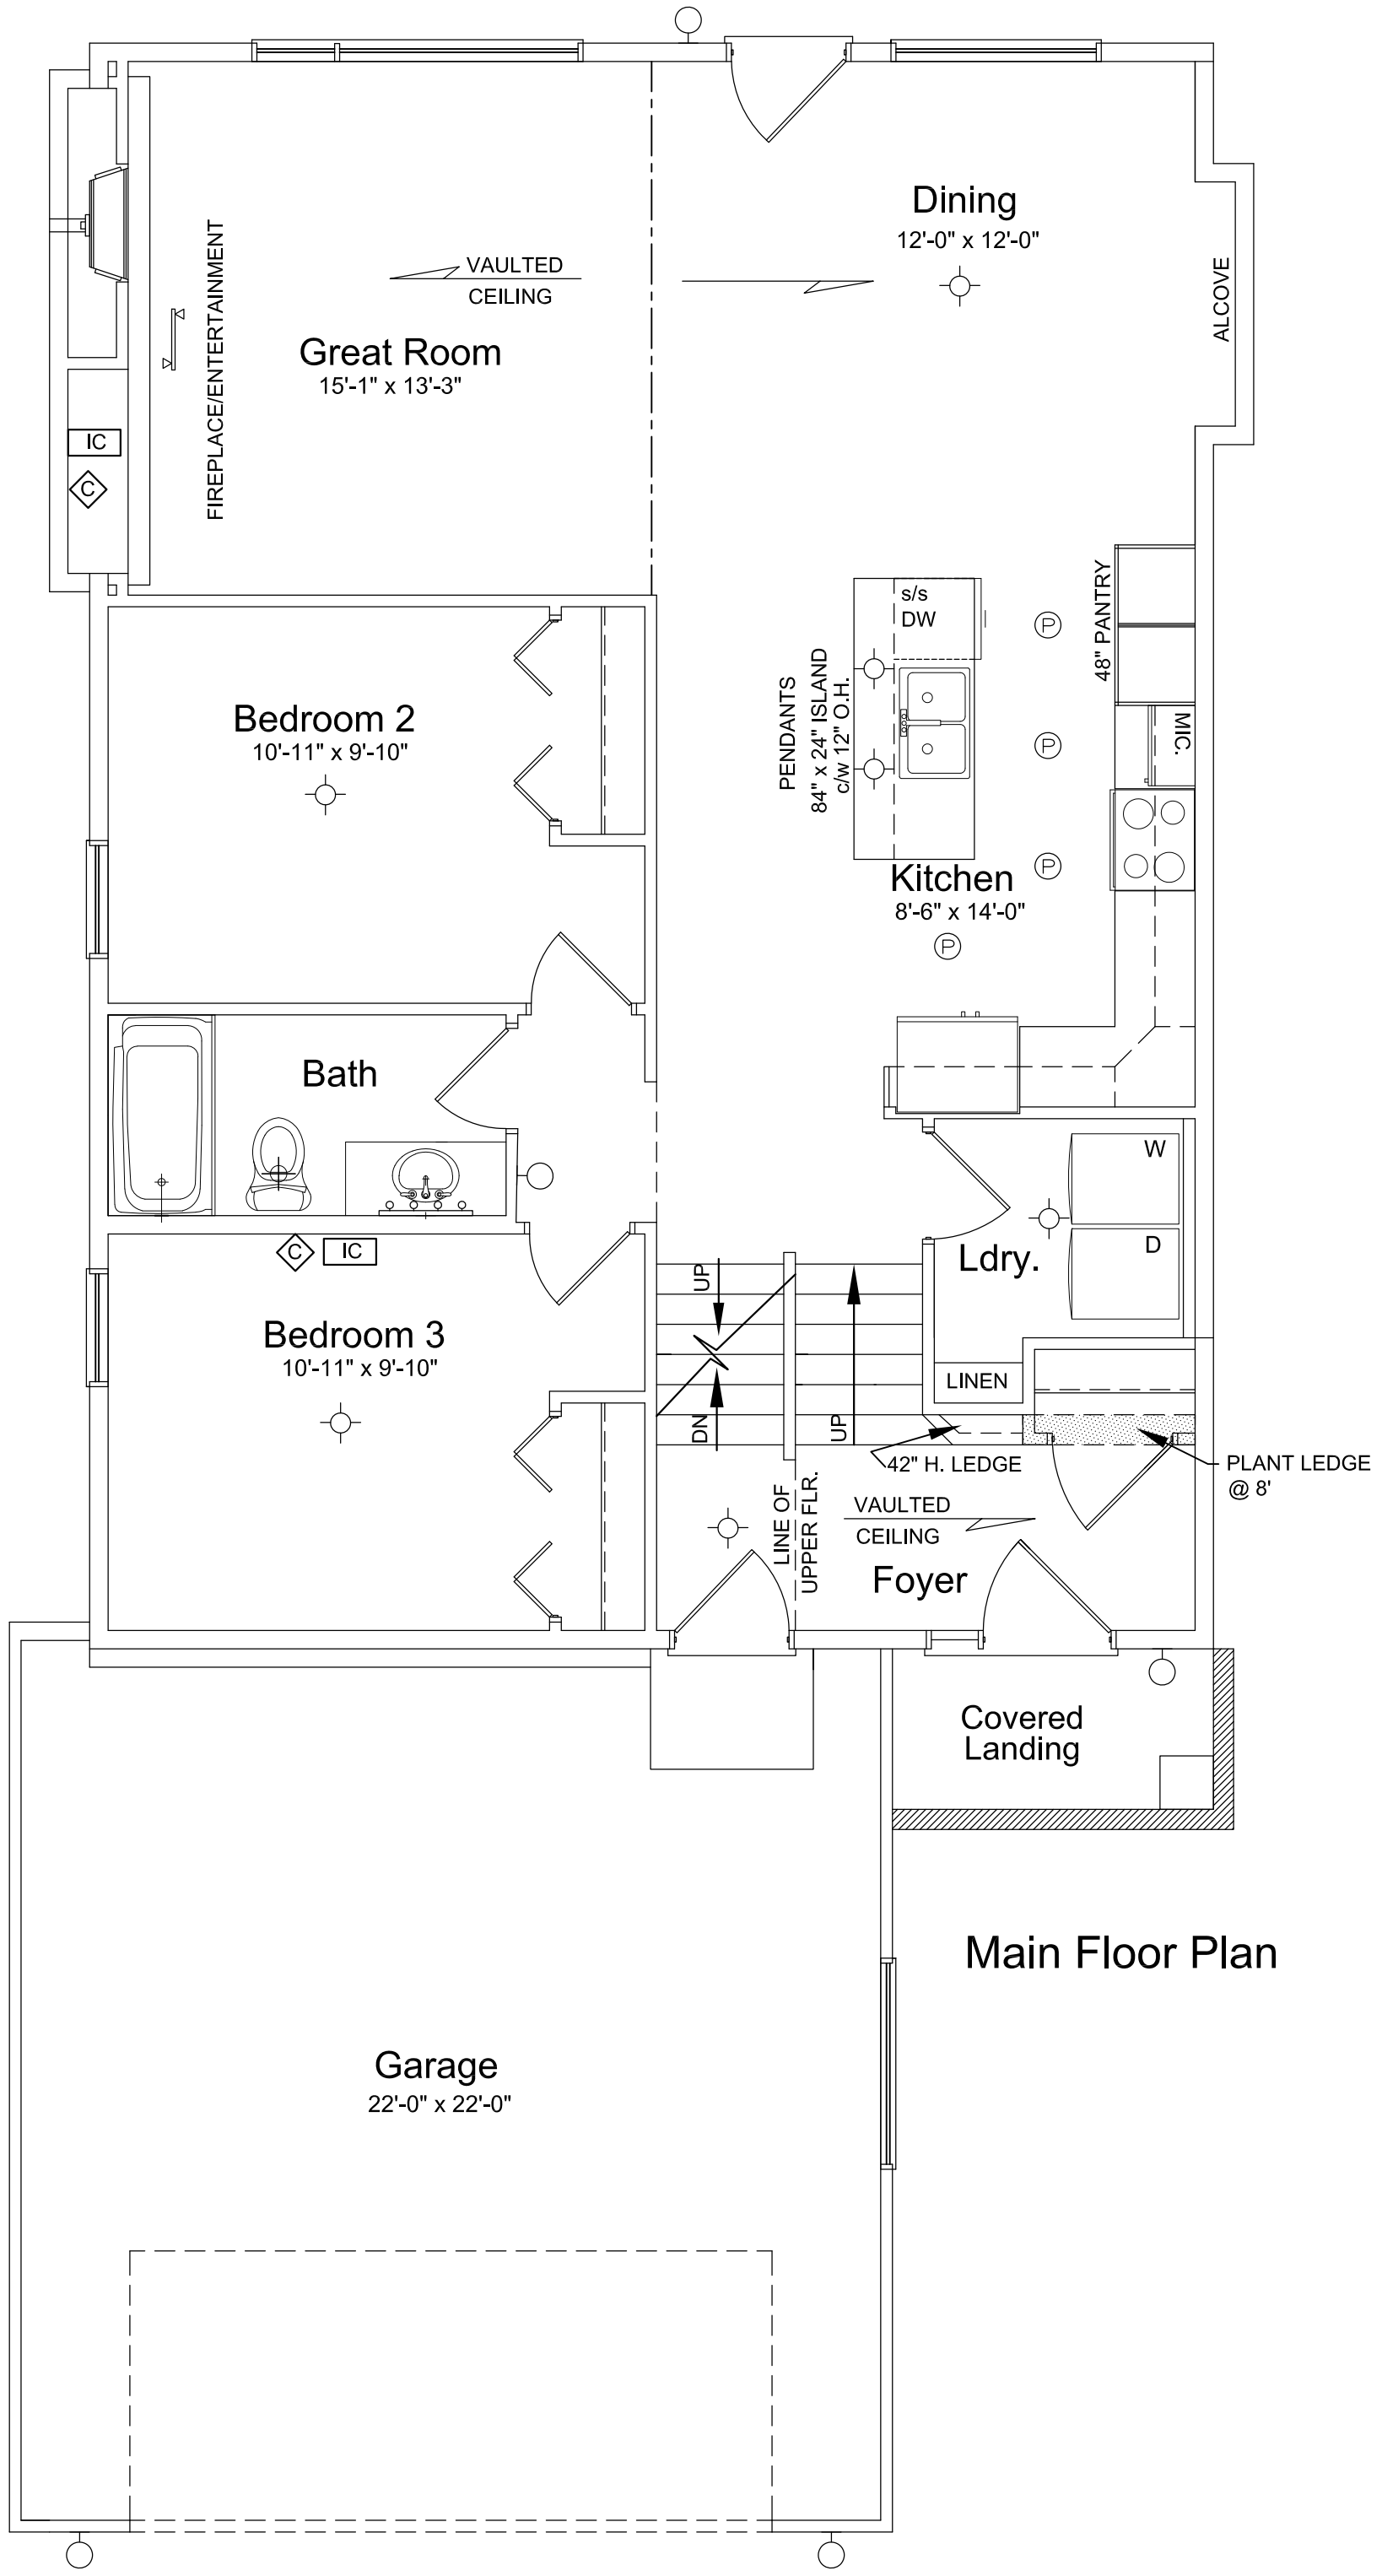 Dining
12'-0" x 12'-0"
VAULTED
CEILING
ALCOVE
FIREPLACE/ENTERTAINMENT
Great Room
15'-1" x 13'-3"
IC
C
s/s
DW
48" PANTRY
PENDANTS
84" x 24" ISLAND
c/w 12" O.H.
P
MIC.
P
P
Bedroom 2
10'-11" x 9'-10"
Kitchen
8'-6" x 14'-0"
P
Bath
W
D
Ldry.
C
IC
UP
Bedroom 3
10'-11" x 9'-10"
LINEN
DN
UP
42" H. LEDGE
PLANT LEDGE
@ 8'
LINE OF
UPPER FLR.
VAULTED
CEILING
Foyer
Covered
Landing
Main Floor Plan
Garage
22'-0" x 22'-0"